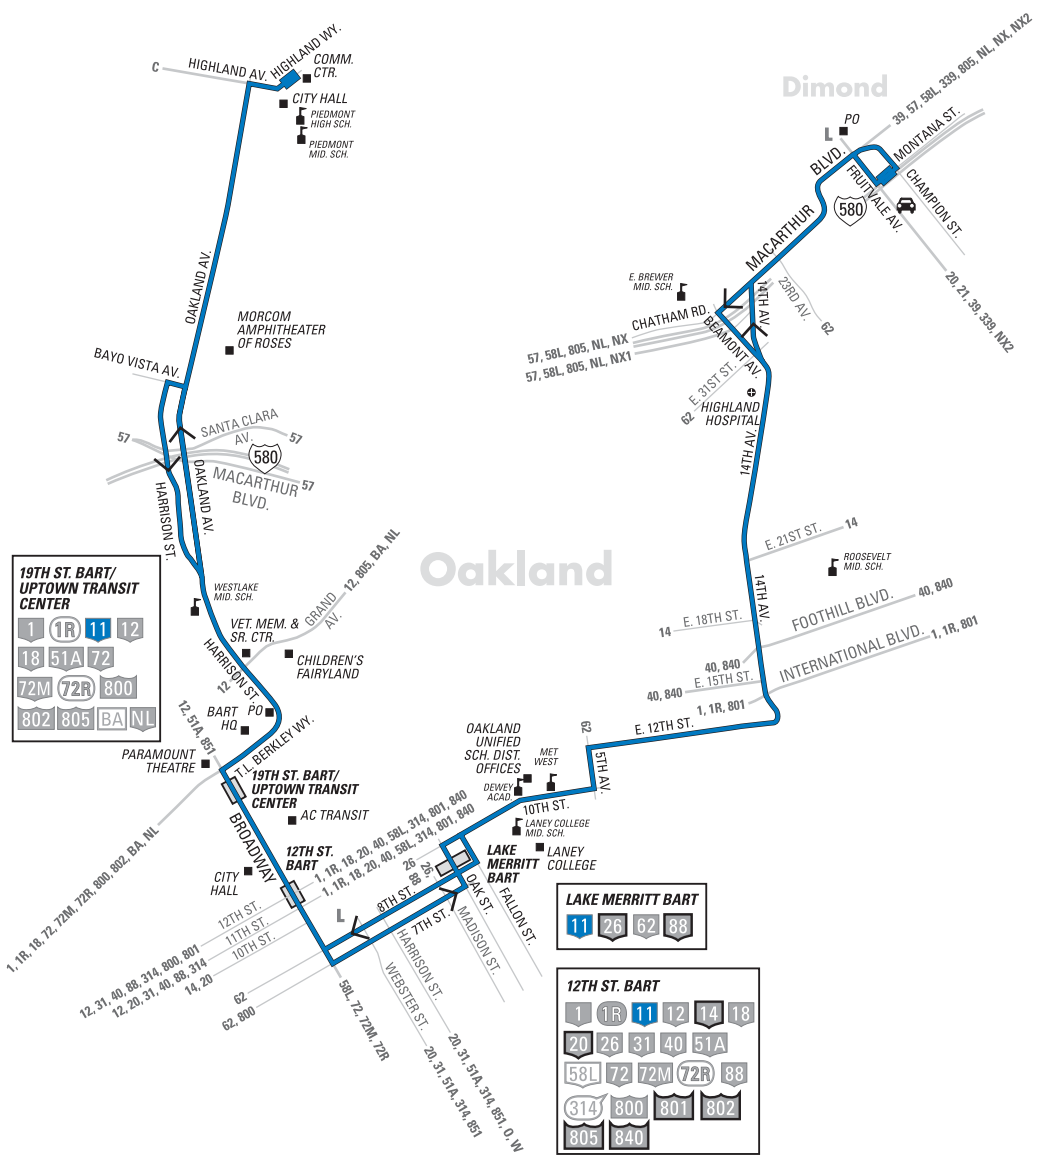 HIGHLAND WY.
HIGHLAND AV.
C
COMM.
CTR.
CITY HALL
PIEDMONT
HIGH SCH.
PIEDMONT
MID. SCH.
OAKLAND AV.
MORCOM
AMPHITHEATER
OF ROSES
BAYO VISTA AV.
SANTA CLARA
AV.
57
57
580
MACARTHUR
BLVD.
57
OAKLAND AV.
HARRISON ST.
Dimond
PO
L
39, 57, 58L, 339, 805, NL, NX, NX2
MONTANA ST.
BLVD.
FRUITVALE AV.
CHAMPION ST.
580
MACARTHUR
20, 21, 39, 339, NX2
E. BREWER
MID. SCH.
14TH AV.
23RD AV.
62
CHATHAM RD.
BEAMONT AV.
57, 58L, 805, NL, NX
57, 58L, 805, NL, NX1
E. 31ST ST.
62
HIGHLAND
HOSPITAL
14TH AV.
E. 21ST ST.
14
ROOSEVELT
MID. SCH.
14TH AV.
E. 18TH ST.
14
FOOTHILL BLVD.
40, 840
40, 840
INTERNATIONAL BLVD.
1, 1R, 801
E. 15TH ST.
40, 840
1, 1R, 801
E. 12TH ST.
Oakland
19TH ST. BART/
UPTOWN TRANSIT
CENTER
1 1R 11 12
18 51A 72
72M 72R 800
802 805 BA NL
WESTLAKE
MID. SCH.
GRAND
AV.
12, 805, BA, NL
VET. MEM. &
SR. CTR.
CHILDREN'S
FAIRYLAND
HARRISON ST.
12
BART
HQ
PO
12, 51A, 851
T.L. BERKLEY WY.
PARAMOUNT
THEATRE
19TH ST. BART/
UPTOWN TRANSIT
CENTER
AC TRANSIT
BROADWAY
12TH ST.
BART
CITY
HALL
1, 1R, 18, 72, 72M, 72R, 800, 802, BA, NL
1, 1R, 18, 20, 40, 58L, 314, 801, 840
1, 1R, 18, 20, 40, 58L, 314, 801, 840
12TH ST.
11TH ST.
10TH ST.
12, 31, 40, 88, 314, 800, 801
12, 20, 31, 40, 88, 314
14, 20
62
62, 800
L
8TH ST.
7TH ST.
26
26,
88
OAKLAND
UNIFIED
SCH. DIST.
OFFICES
MET
WEST
DEWEY
ACAD.
62
5TH AV.
10TH ST.
LANEY COLLEGE
MID. SCH.
LANEY
COLLEGE
LAKE
MERRITT
BART
OAK ST.
FALLON ST.
MADISON ST.
HARRISON ST.
WEBSTER ST.
58L, 72, 72M, 72R
20, 31, 51A, 314, 851
20, 31, 51A, 314, 851, O, W
LAKE MERRITT BART
11 26 62 88
12TH ST. BART
1 1R 11 12 14 18
20 26 31 40 51A
58L 72 72M 72R 88
314 800 801 802
805 840